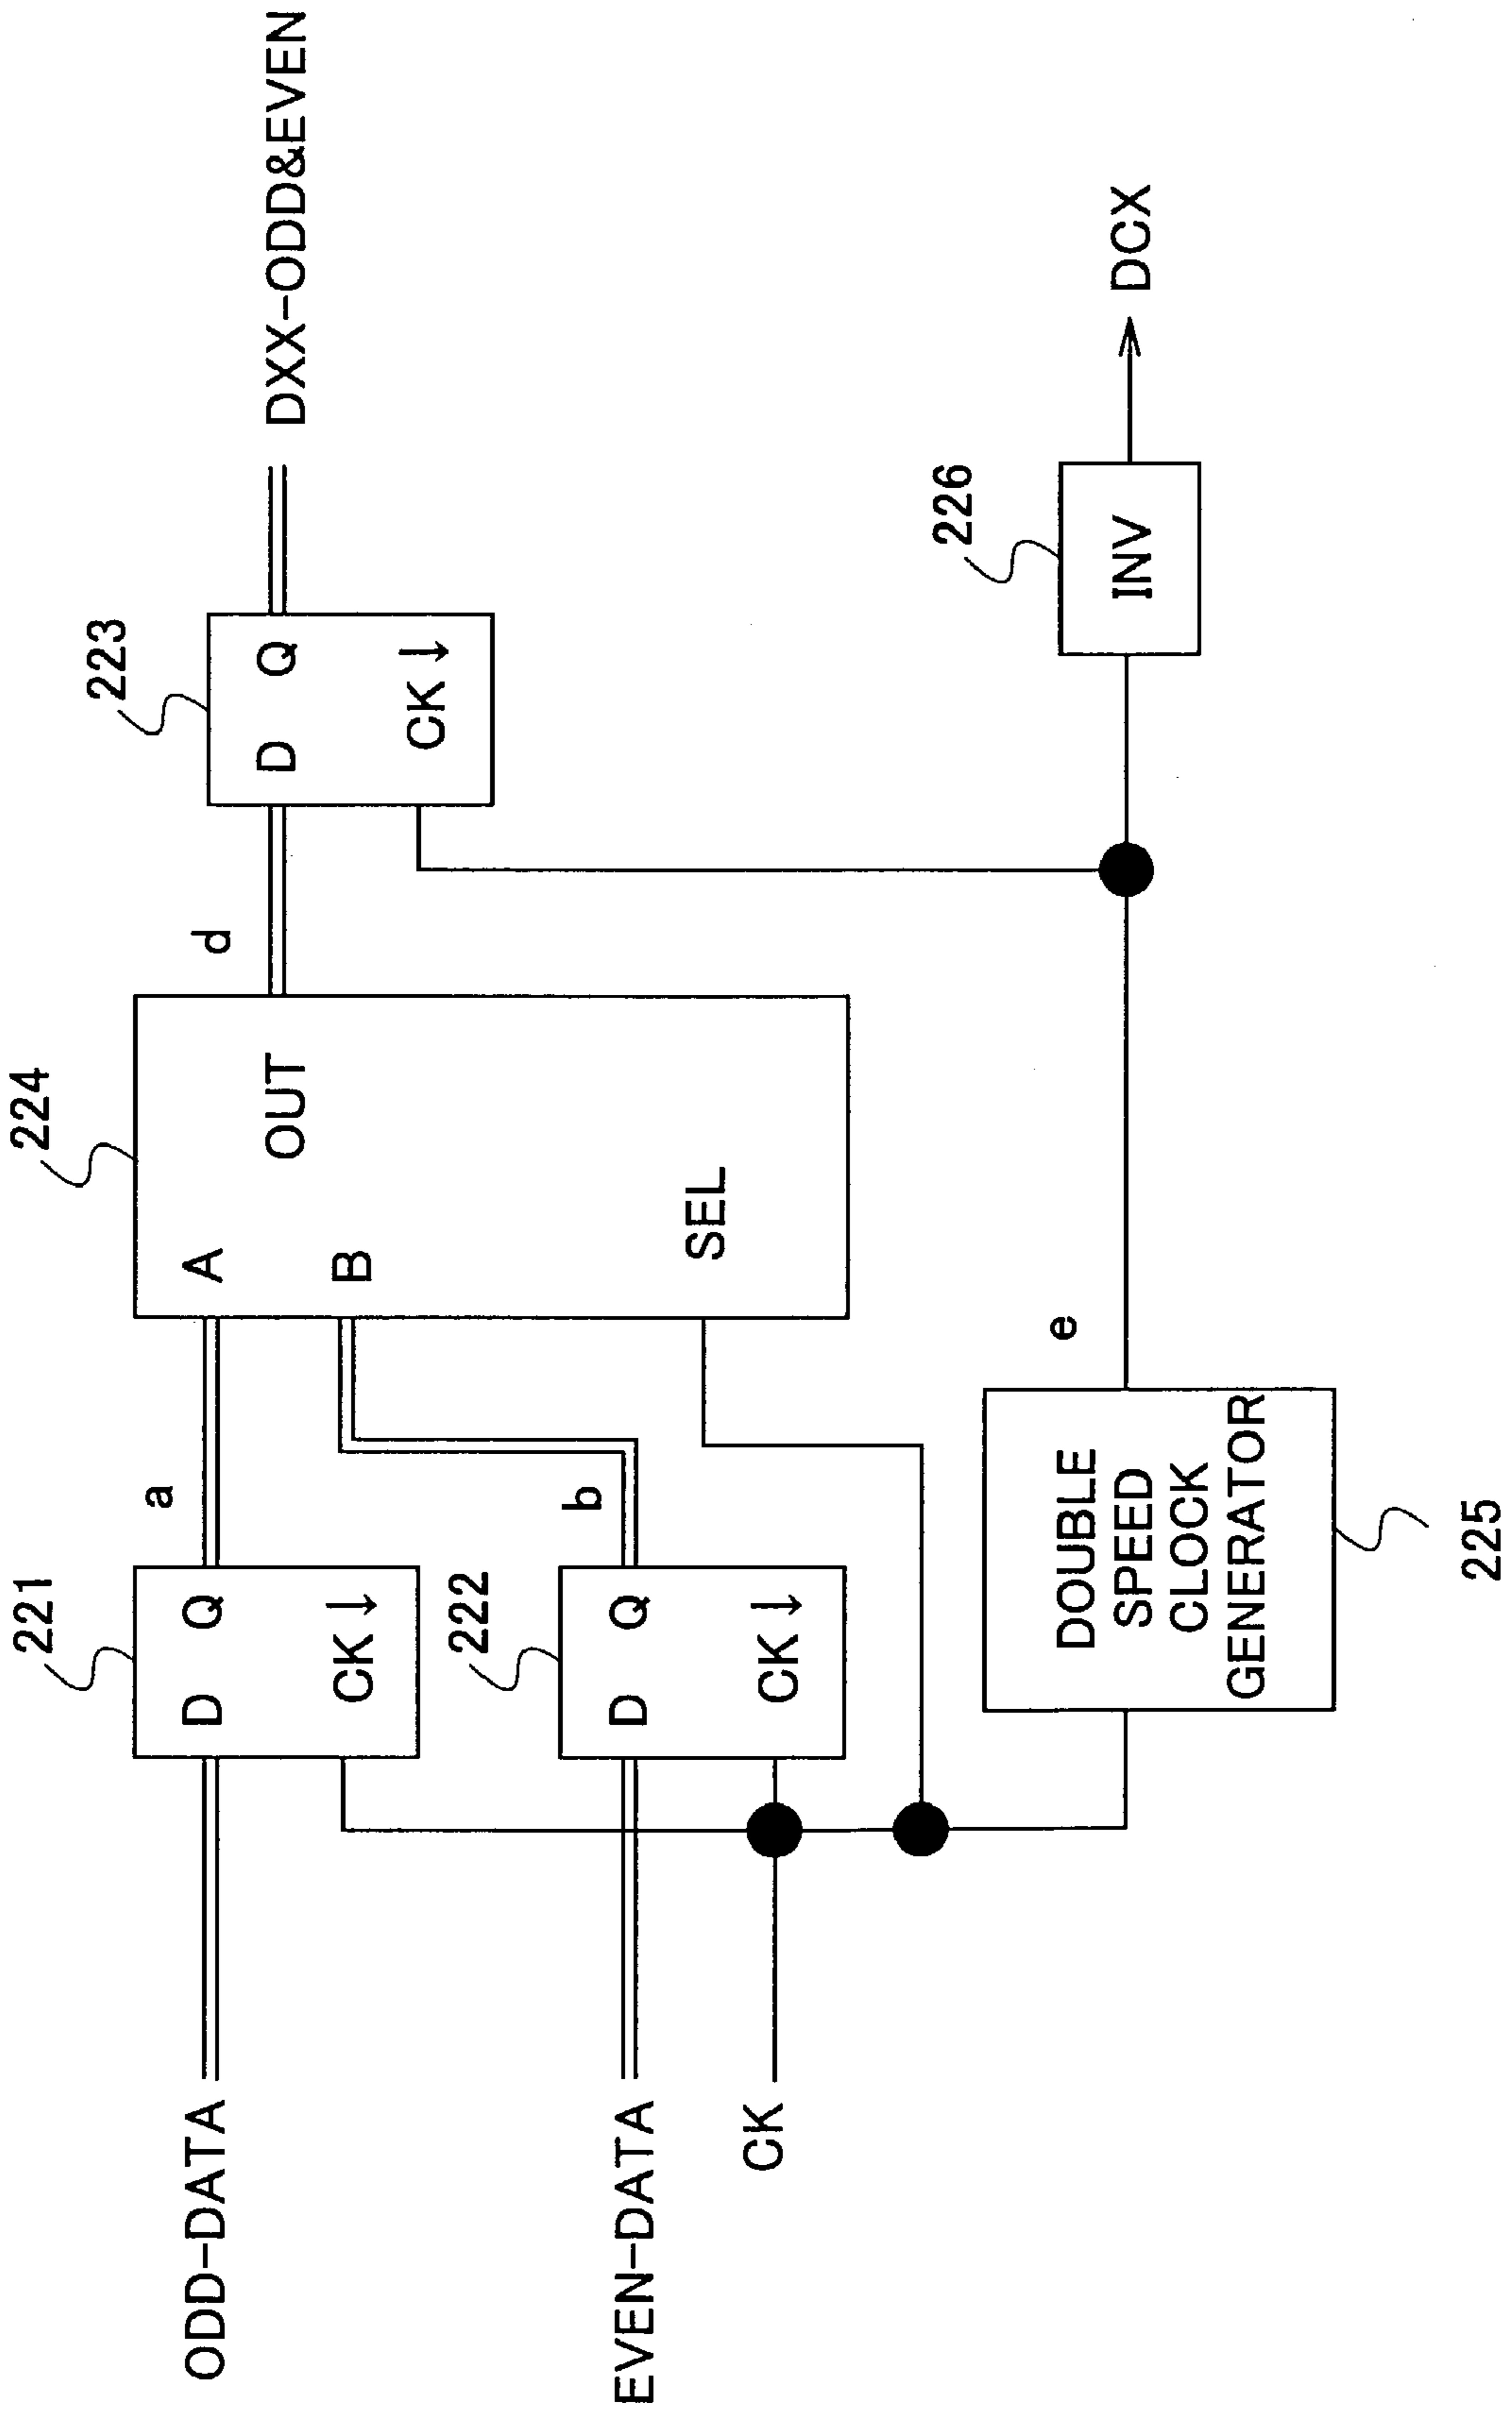 221
ODD-DATA
D Q
CK↓
a
222
EVEN-DATA
D Q
CK↓
b
CK
224
A
B
OUT
SEL
d
223
D Q
CK↓
DXX-ODD&EVEN
DOUBLE
SPEED
CLOCK
GENERATOR
225
e
226
INV
DCX